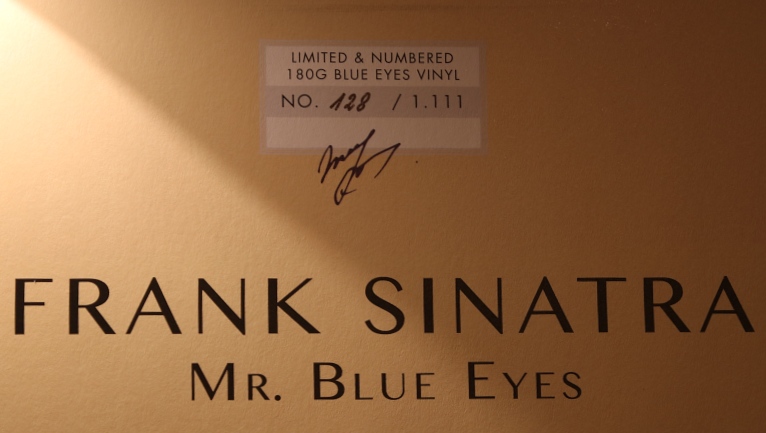 LIMITED & NUMBERED
180G BLUE EYES VINYL
NO. 128 / 1.111
FRANK SINATRA
MR. BLUE EYES